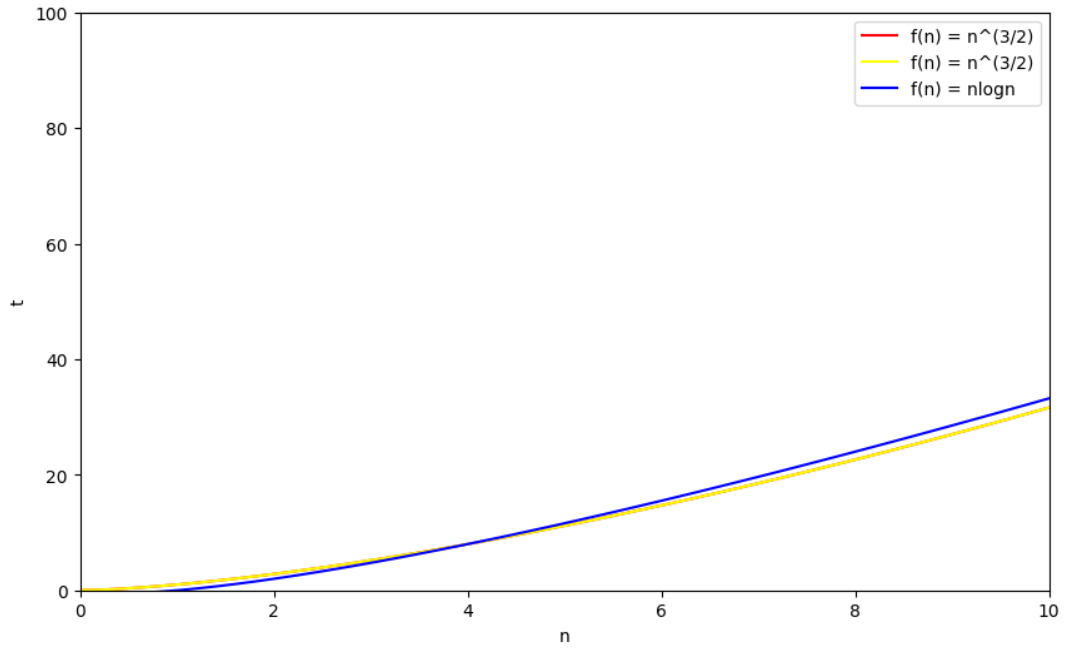 100
80
60
40
20
0
t
f(n) = n^(3/2)
f(n) = n^(3/2)
f(n) = nlogn
0 2 4 6 8 10
n